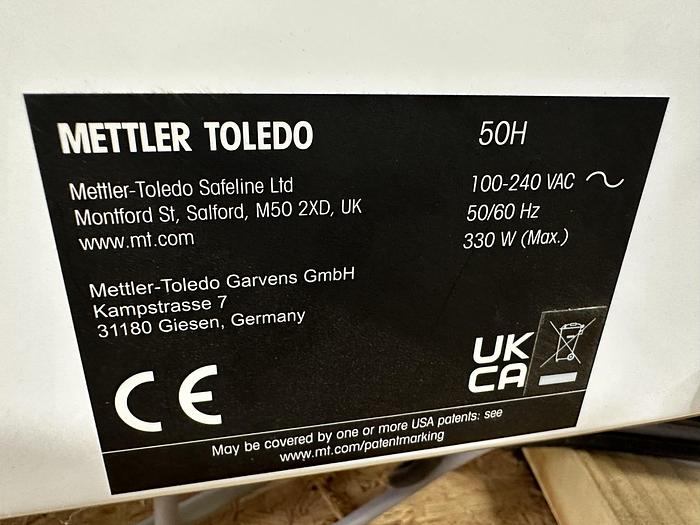 METTLER TOLEDO
50H
Mettler-Toledo Safeline Ltd
Montford St, Salford, M50 2XD, UK
www.mt.com
100-240 VAC
50/60 Hz
330 W (Max.)
Mettler-Toledo Garvens GmbH
Kampstrasse 7
31180 Giesen, Germany
CE
UK
CA
May be covered by one or more USA patents: see
www.mt.com/patentmarking